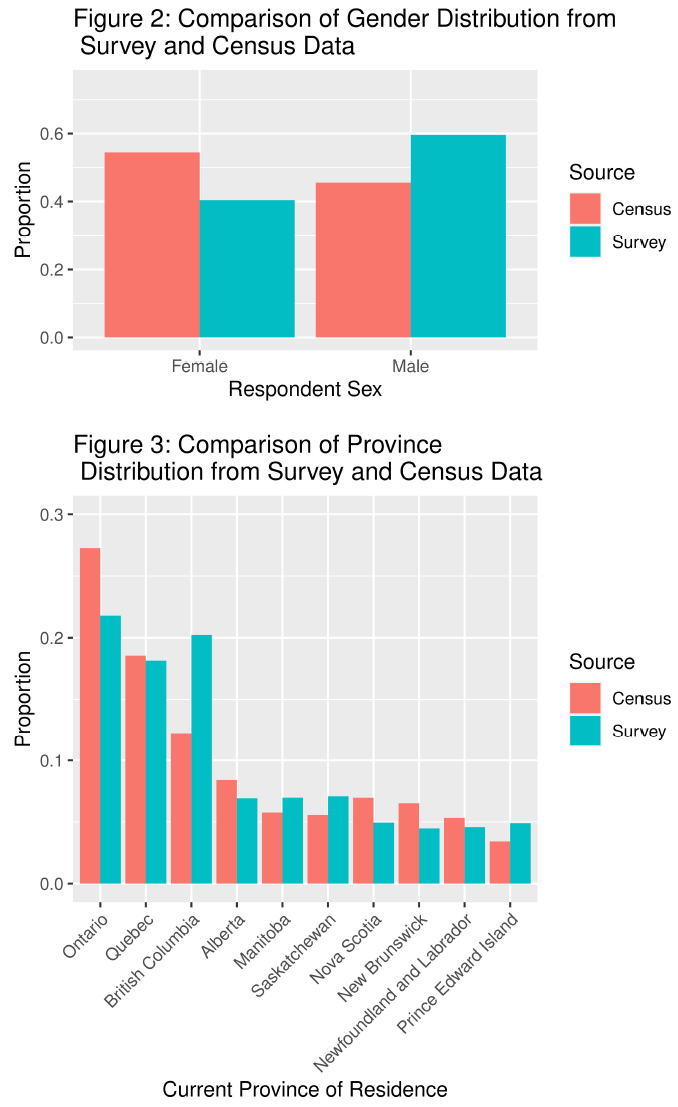 Figure 2: Comparison of Gender Distribution from
Survey and Census Data
Proportion
0.6
0.4
0.2
0.0
Female
Male
Respondent Sex
Source
Census
Survey
Figure 3: Comparison of Province
Distribution from Survey and Census Data
Proportion
0.3
0.2
0.1
0.0
Ontario
Quebec
British Columbia
Alberta
Manitoba
Saskatchewan
Nova Scotia
New Brunswick
Newfoundland and Labrador
Prince Edward Island
Current Province of Residence
Source
Census
Survey